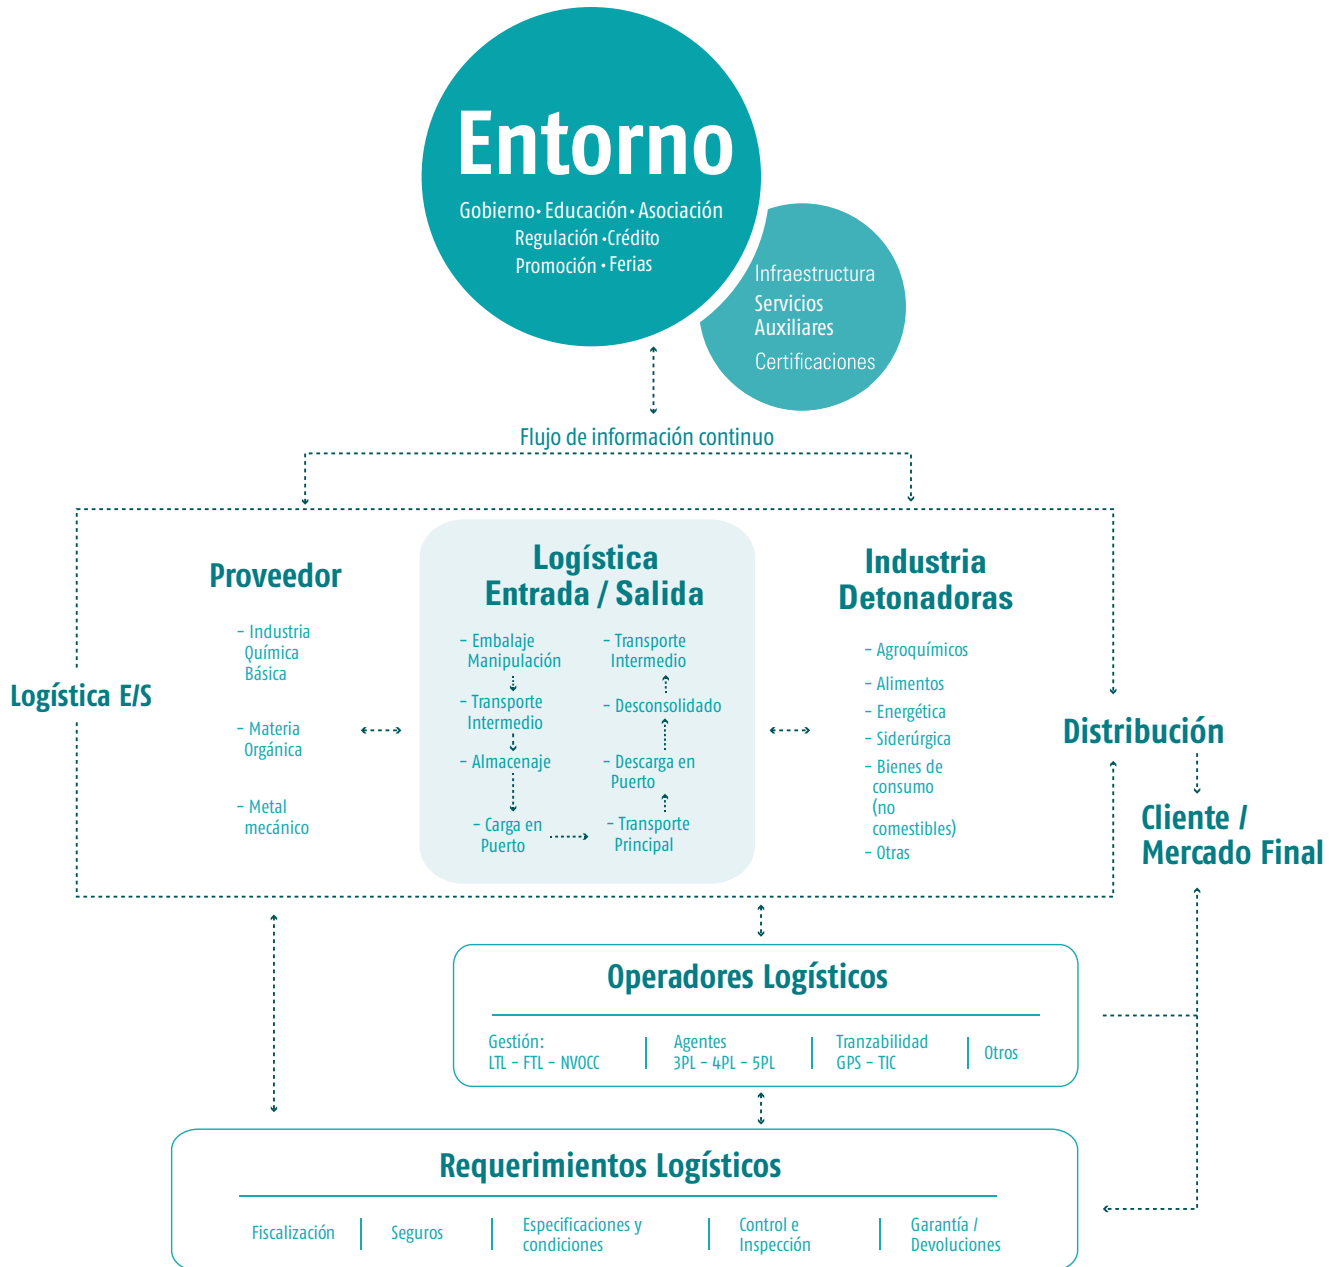 Entorno
Gobierno • Educación • Asociación
Regulación • Crédito
Promoción • Ferias
Infraestructura
Servicios
Auxiliares
Certificaciones
Flujo de información continuo
Logística E/S
Proveedor
– Industria
Química
Básica
– Materia
Orgánica
– Metal
mecánico
Logística
Entrada / Salida
– Embalaje
Manipulación
– Transporte
Intermedio
– Almacenaje
– Carga en
Puerto
– Transporte
Intermedio
– Desconsolidado
– Descarga en
Puerto
– Transporte
Principal
Industria
Detonadoras
– Agroquímicos
– Alimentos
– Energética
– Siderúrgica
– Bienes de
consumo
(no
comestibles)
– Otras
Distribución
Cliente /
Mercado Final
Operadores Logísticos
Gestión:
LTL – FTL – NVOCC
Agentes
3PL – 4PL – 5PL
Tranzabilidad
GPS – TIC
Otros
Requerimientos Logísticos
Fiscalización
Seguros
Especificaciones y
condiciones
Control e
Inspección
Garantía /
Devoluciones